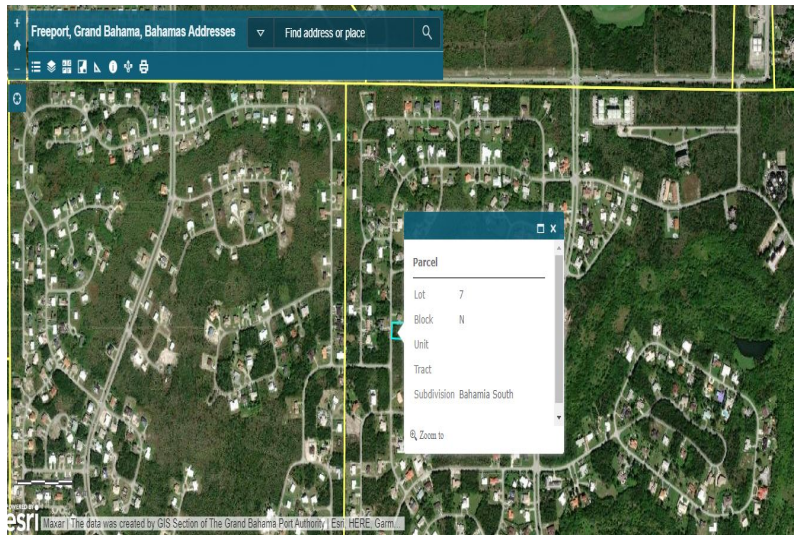 Freeport, Grand Bahama, Bahamas Addresses
Find address or place
Parcel
Lot 7
Block N
Unit
Tract
Subdivision Bahamia South
Zoom to
POWERED BY
esri
Maxar | The data was created by GIS Section of The Grand Bahama Port Authority | Esri, HERE, Garm...